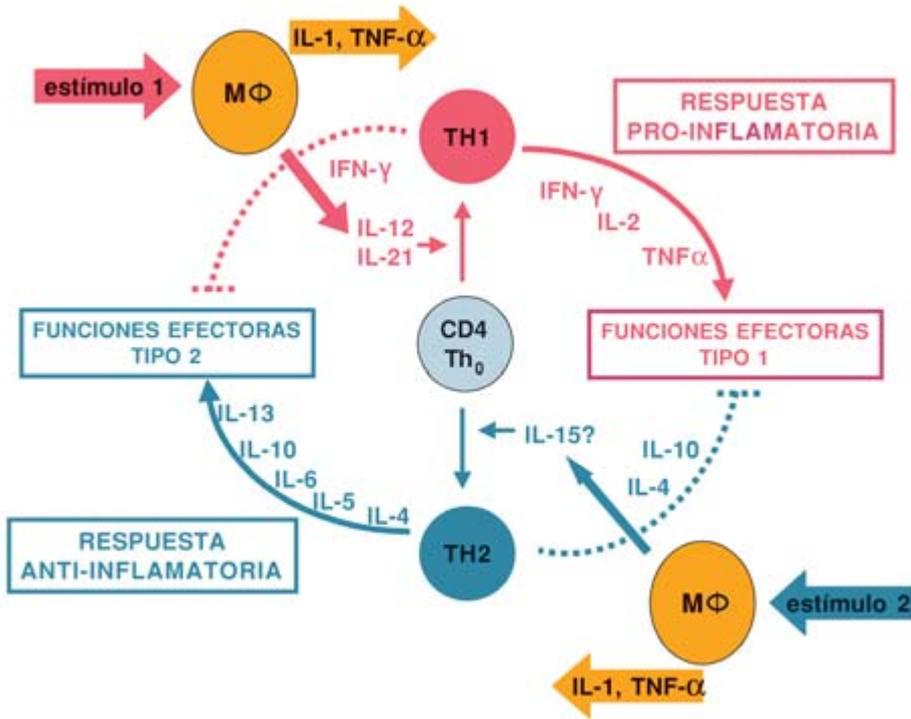 IL-1, TNF-α
estímulo 1
MΦ
TH1
RESPUESTA
PRO-INFLAMATORIA
IFN-γ
IL-12
IL-21
IFN-γ
IL-2
TNFα
FUNCIONES EFECTORAS
TIPO 2
CD4
Th₀
FUNCIONES EFECTORAS
TIPO 1
IL-13
IL-10
IL-6
IL-5
IL-4
IL-15?
IL-10
IL-4
RESPUESTA
ANTI-INFLAMATORIA
TH2
MΦ
estímulo 2
IL-1, TNF-α